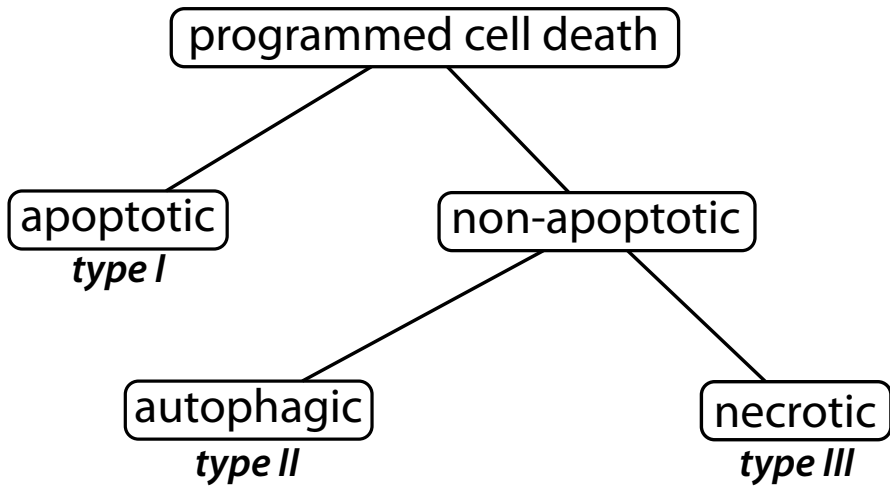 programmed cell death
apoptotic
type I
non-apoptotic
autophagic
type II
necrotic
type III